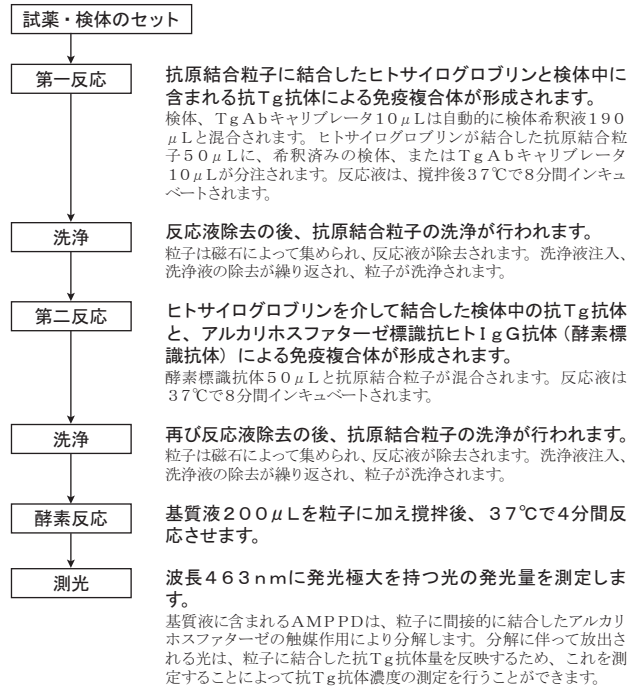 試薬・検体のセット
第一反応
抗原結合粒子に結合したヒトサイログロブリンと検体中に
含まれる抗Tg抗体による免疫複合体が形成されます。
検体、TgAbキャリブレータ10μLは自動的に検体希釈液190
μLと混合されます。ヒトサイログロブリンが結合した抗原結合粒
子50μLに、希釈済みの検体、またはTgAbキャリブレータ
10μLが分注されます。反応液は、撹拌後37℃で8分間インキュ
ベートされます。
洗浄
反応液除去の後、抗原結合粒子の洗浄が行われます。
粒子は磁石によって集められ、反応液が除去されます。洗浄液注入、
洗浄液の除去が繰り返され、粒子が洗浄されます。
第二反応
ヒトサイログロブリンを介して結合した検体中の抗Tg抗体
と、アルカリホスファターゼ標識抗ヒトIgG抗体（酵素標
識抗体）による免疫複合体が形成されます。
酵素標識抗体50μLと抗原結合粒子が混合されます。反応液は
37℃で8分間インキュベートされます。
洗浄
再び反応液除去の後、抗原結合粒子の洗浄が行われます。
粒子は磁石によって集められ、反応液が除去されます。洗浄液注入、
洗浄液の除去が繰り返され、粒子が洗浄されます。
酵素反応
基質液200μLを粒子に加え撹拌後、37℃で4分間反
応させます。
測光
波長463nmに発光極大を持つ光の発光量を測定しま
す。
基質液に含まれるAMPPDは、粒子に間接的に結合したアルカリ
ホスファターゼの触媒作用により分解します。分解に伴って放出さ
れる光は、粒子に結合した抗Tg抗体量を反映するため、これを測
定することによって抗Tg抗体濃度の測定を行うことができます。